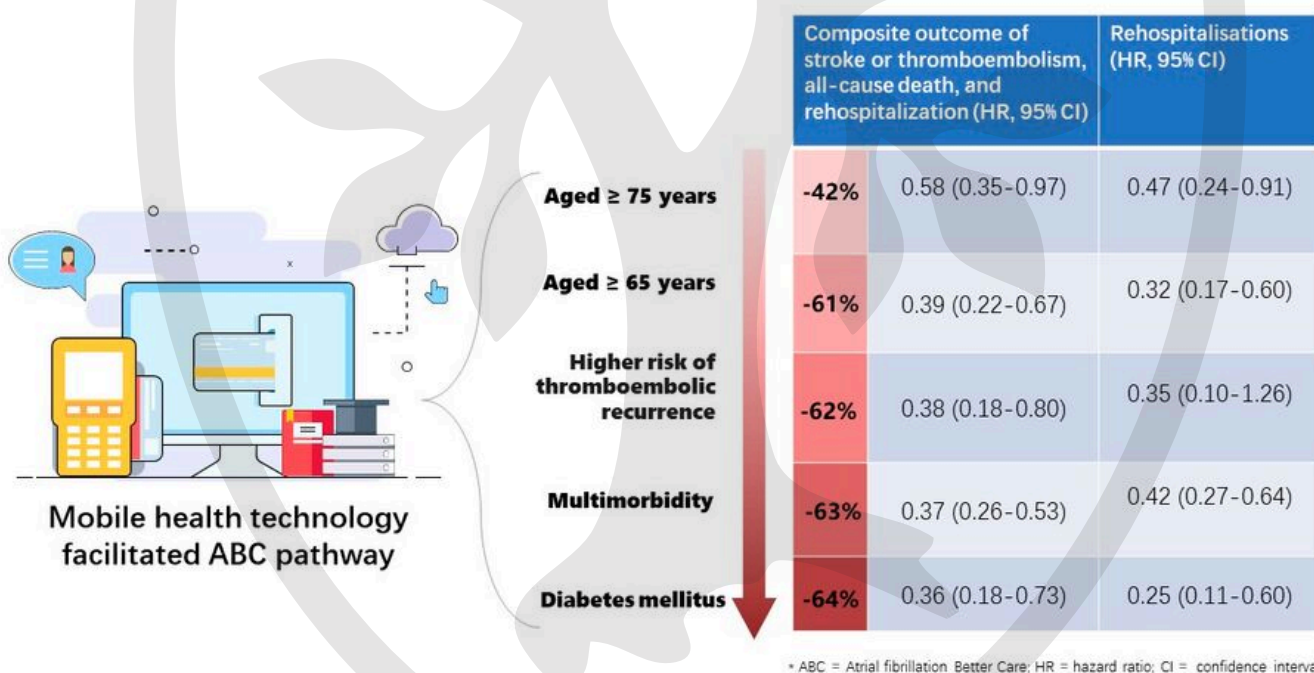 Composite outcome of
stroke or thromboembolism,
all-cause death, and
rehospitalization (HR, 95% CI)
Rehospitalisations
(HR, 95% CI)
Aged ≥ 75 years
-42%
0.58 (0.35-0.97)
0.47 (0.24-0.91)
Aged ≥ 65 years
-61%
0.39 (0.22-0.67)
0.32 (0.17-0.60)
Higher risk of
thromboembolic
recurrence
-62%
0.38 (0.18-0.80)
0.35 (0.10-1.26)
Multimorbidity
-63%
0.37 (0.26-0.53)
0.42 (0.27-0.64)
Diabetes mellitus
-64%
0.36 (0.18-0.73)
0.25 (0.11-0.60)
Mobile health technology
facilitated ABC pathway
* ABC = Atrial fibrillation Better Care; HR = hazard ratio; CI = confidence interva